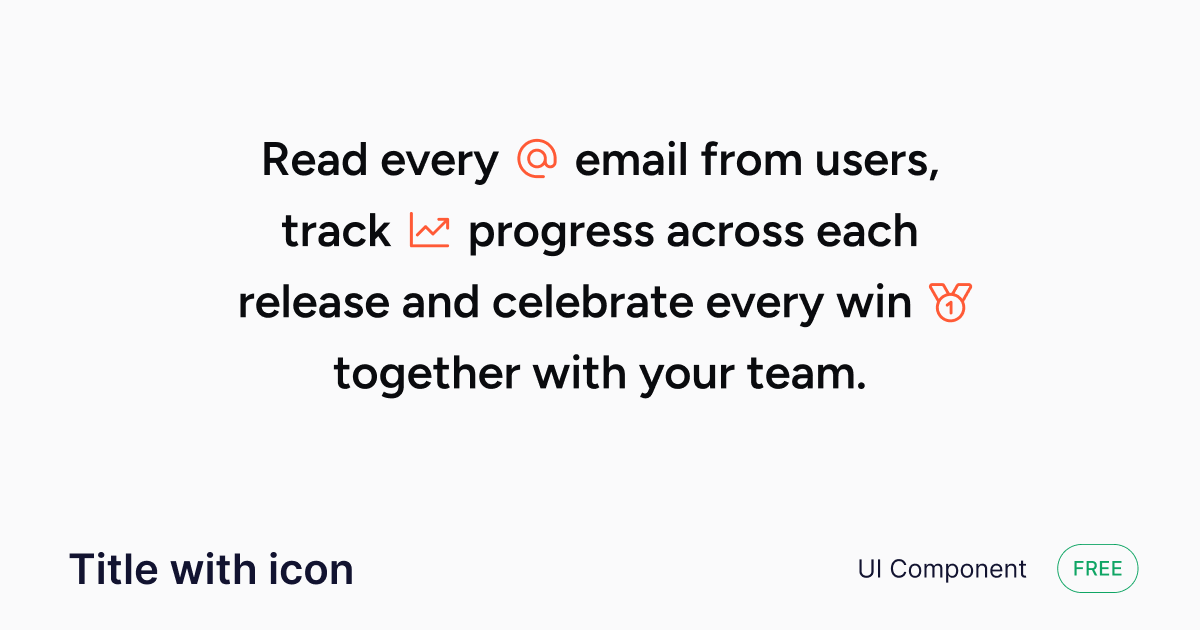 Read every @ email from users,
track progress across each
release and celebrate every win 1
together with your team.
Title with icon
UI Component
FREE